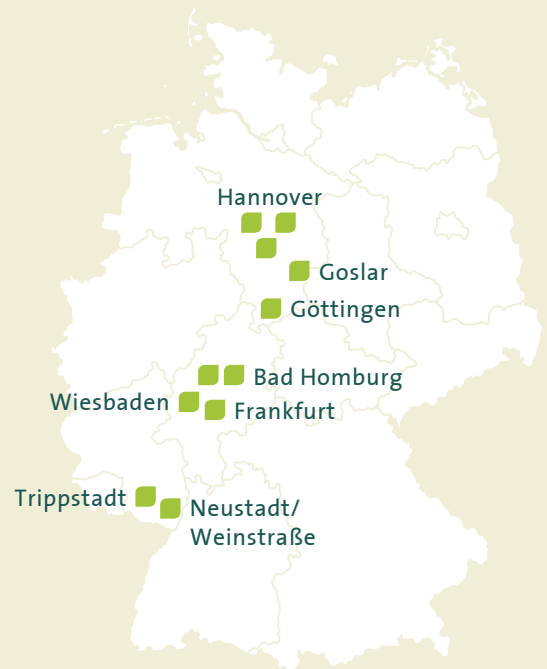 Hannover
Goslar
Göttingen
Bad Homburg
Wiesbaden
Frankfurt
Trippstadt
Neustadt/
Weinstraße